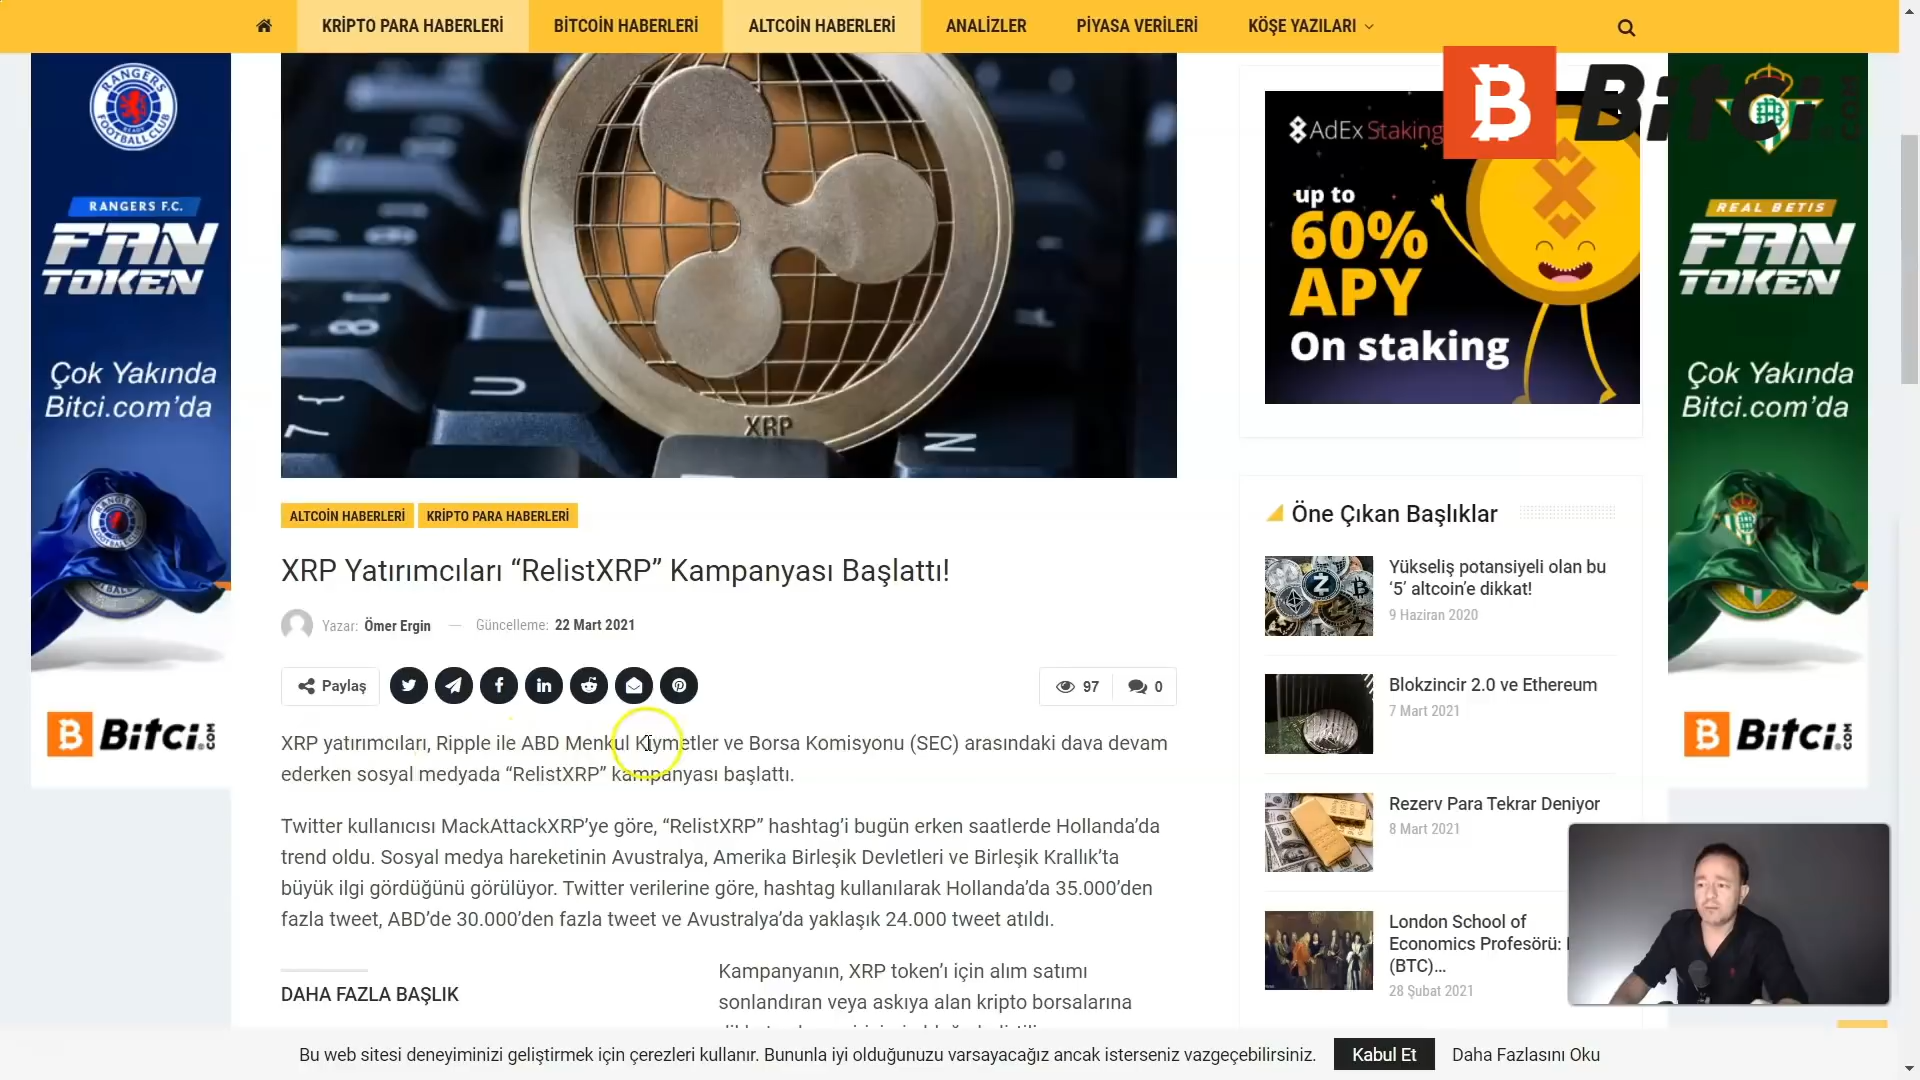 KRİPTO PARA HABERLERİ
BİTCOİN HABERLERİ
ALTCOİN HABERLERİ
ANALİZLER
PİYASA VERİLERİ
KÖŞE YAZILARI
RANGERS F.C.
FAN
TOKEN
Çok Yakında
Bitci.com'da
Bitci.com
XRP
AdEx Staking
up to
60%
APY
On staking
Bitci.com
REAL BETIS
FAN
TOKEN
Çok Yakında
Bitci.com'da
Bitci.com
ALTCOİN HABERLERİ
KRİPTO PARA HABERLERİ
XRP Yatırımcıları “RelistXRP” Kampanyası Başlattı!
Yazar: Ömer Ergin — Güncelleme: 22 Mart 2021
Paylaş
97
0
XRP yatırımcıları, Ripple ile ABD Menkul Kıymetler ve Borsa Komisyonu (SEC) arasındaki dava devam
ederken sosyal medyada “RelistXRP” kampanyası başlattı.
Twitter kullanıcısı MackAttackXRP’ye göre, “RelistXRP” hashtag’i bugün erken saatlerde Hollanda’da
trend oldu. Sosyal medya hareketinin Avustralya, Amerika Birleşik Devletleri ve Birleşik Krallık’ta
büyük ilgi gördüğünü görülüyor. Twitter verilerine göre, hashtag kullanılarak Hollanda’da 35.000’den
fazla tweet, ABD’de 30.000’den fazla tweet ve Avustralya’da yaklaşık 24.000 tweet atıldı.
DAHA FAZLA BAŞLIK
Kampanyanın, XRP token’ı için alım satımı
sonlandıran veya askıya alan kripto borsalarına
Öne Çıkan Başlıklar
Yükseliş potansiyeli olan bu
‘5’ altcoin’e dikkat!
9 Haziran 2020
Blokzincir 2.0 ve Ethereum
7 Mart 2021
Rezerv Para Tekrar Deniyor
8 Mart 2021
London School of
Economics Profesörü:
(BTC)…
28 Şubat 2021
Bu web sitesi deneyiminizi geliştirmek için çerezleri kullanır. Bununla iyi olduğunuzu varsayacağız ancak isterseniz vazgeçebilirsiniz.
Kabul Et
Daha Fazlasını Oku